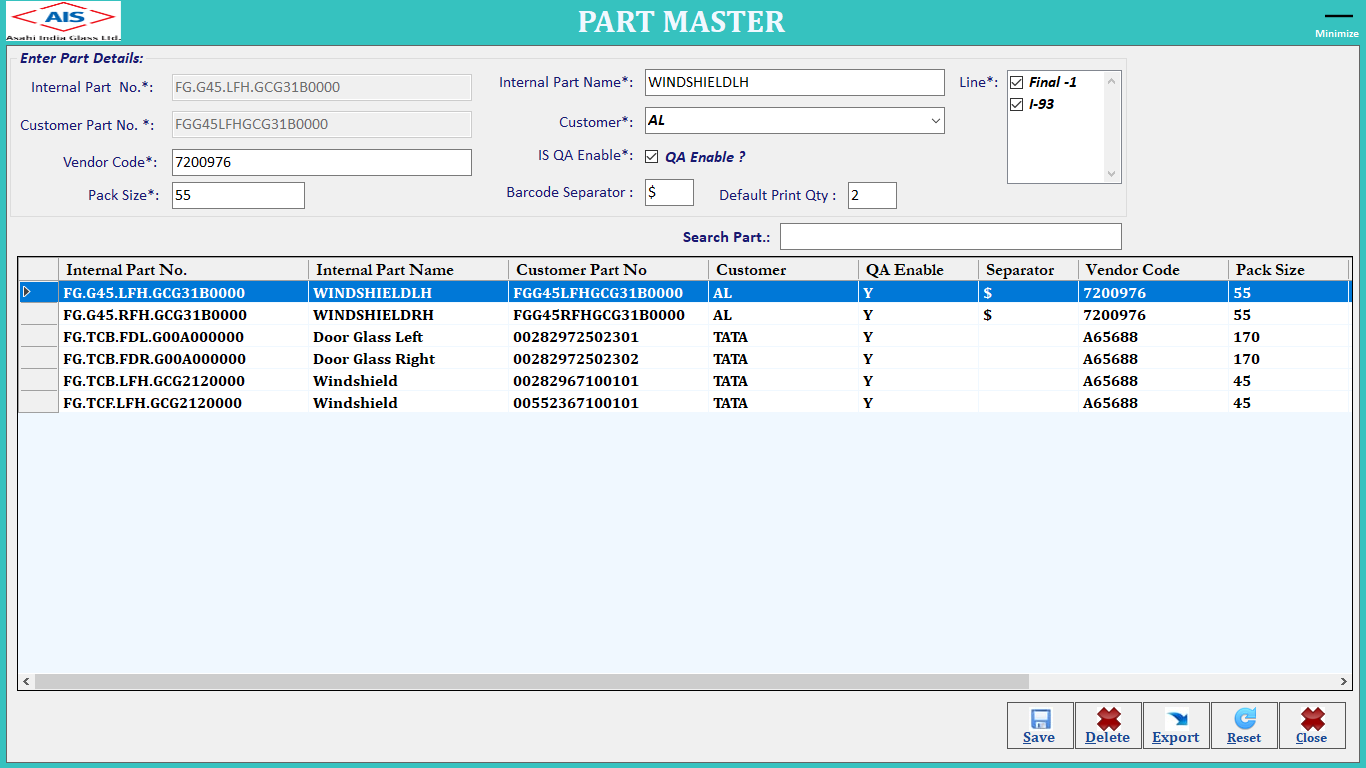 AIS
Asahi India Glass Ltd.
PART MASTER
Minimize
Enter Part Details:
Internal Part No.*: FG.G45.LFH.GCG31B0000
Internal Part Name*: WINDSHIELDLH
Line*: Final -1
I-93
Customer Part No. *: FGG45LFHGCG31B0000
Customer*: AL
Vendor Code*: 7200976
IS QA Enable*: QA Enable ?
Pack Size*: 55
Barcode Separator : $
Default Print Qty : 2
Search Part.:
Internal Part No. Internal Part Name Customer Part No Customer QA Enable Separator Vendor Code Pack Size
FG.G45.LFH.GCG31B0000 WINDSHIELDLH FGG45LFHGCG31B0000 AL Y $ 7200976 55
FG.G45.RFH.GCG31B0000 WINDSHIELDRH FGG45RFHGCG31B0000 AL Y $ 7200976 55
FG.TCB.FDL.G00A000000 Door Glass Left 00282972502301 TATA Y A65688 170
FG.TCB.FDR.G00A000000 Door Glass Right 00282972502302 TATA Y A65688 170
FG.TCB.LFH.GCG2120000 Windshield 00282967100101 TATA Y A65688 45
FG.TCF.LFH.GCG2120000 Windshield 00552367100101 TATA Y A65688 45
Save Delete Export Reset Close